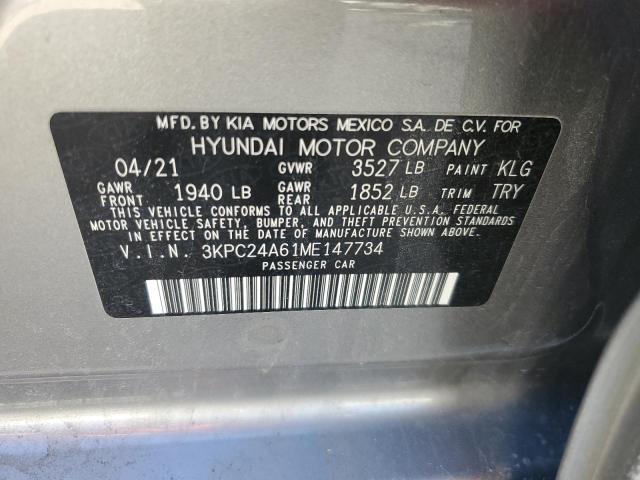 MFD. BY KIA MOTORS MEXICO S.A. DE C.V. FOR
HYUNDAI MOTOR COMPANY
04/21 GVWR 3527 LB PAINT KLG
GAWR FRONT 1940 LB GAWR REAR 1852 LB TRIM TRY
THIS VEHICLE CONFORMS TO ALL APPLICABLE U.S.A. FEDERAL
MOTOR VEHICLE SAFETY, BUMPER, AND THEFT PREVENTION STANDARDS
IN EFFECT ON THE DATE OF MANUFACTURE SHOWN ABOVE.
V.I.N. 3KPC24A61ME147734
PASSENGER CAR